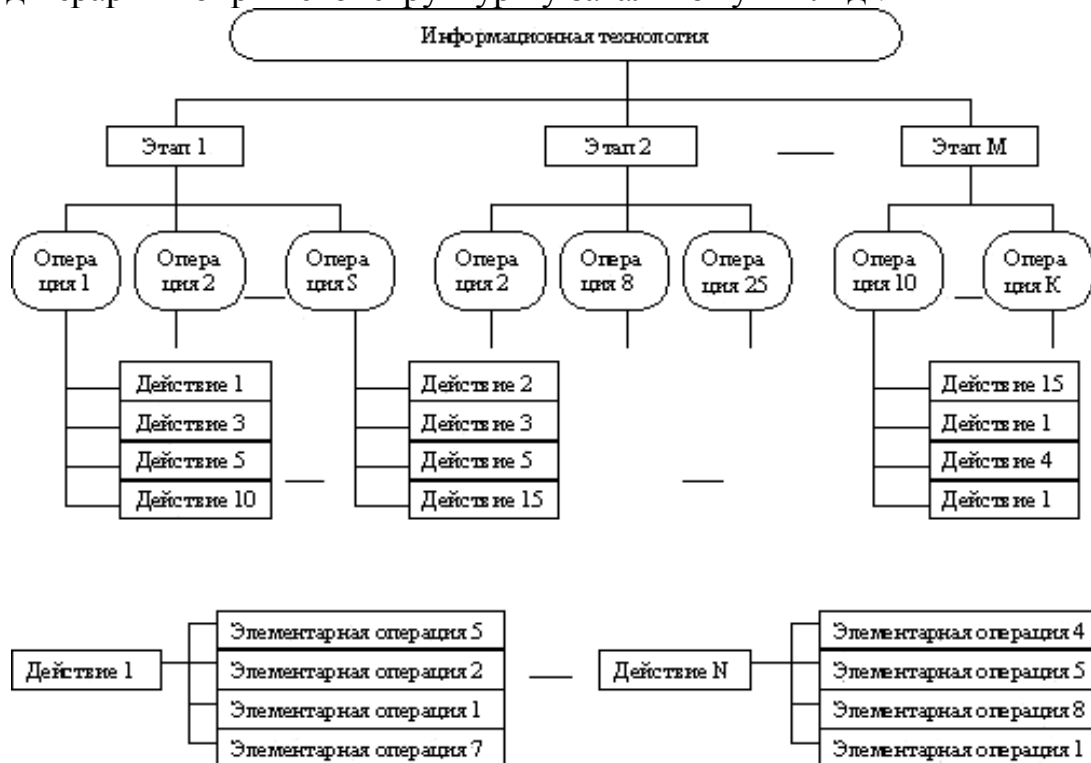 Информационная технология
Этап 1
Этап 2
Этап M
Опера
ция 1
Опера
ция 2
Опера
ция S
Опера
ция 2
Опера
ция 8
Опера
ция 25
Опера
ция 10
Опера
ция K
Действие 1
Действие 3
Действие 5
Действие 10
Действие 2
Действие 3
Действие 5
Действие 15
Действие 15
Действие 1
Действие 4
Действие 1
Действие 1
Элементарная операция 5
Элементарная операция 2
Элементарная операция 1
Элементарная операция 7
Действие N
Элементарная операция 4
Элементарная операция 5
Элементарная операция 8
Элементарная операция 1